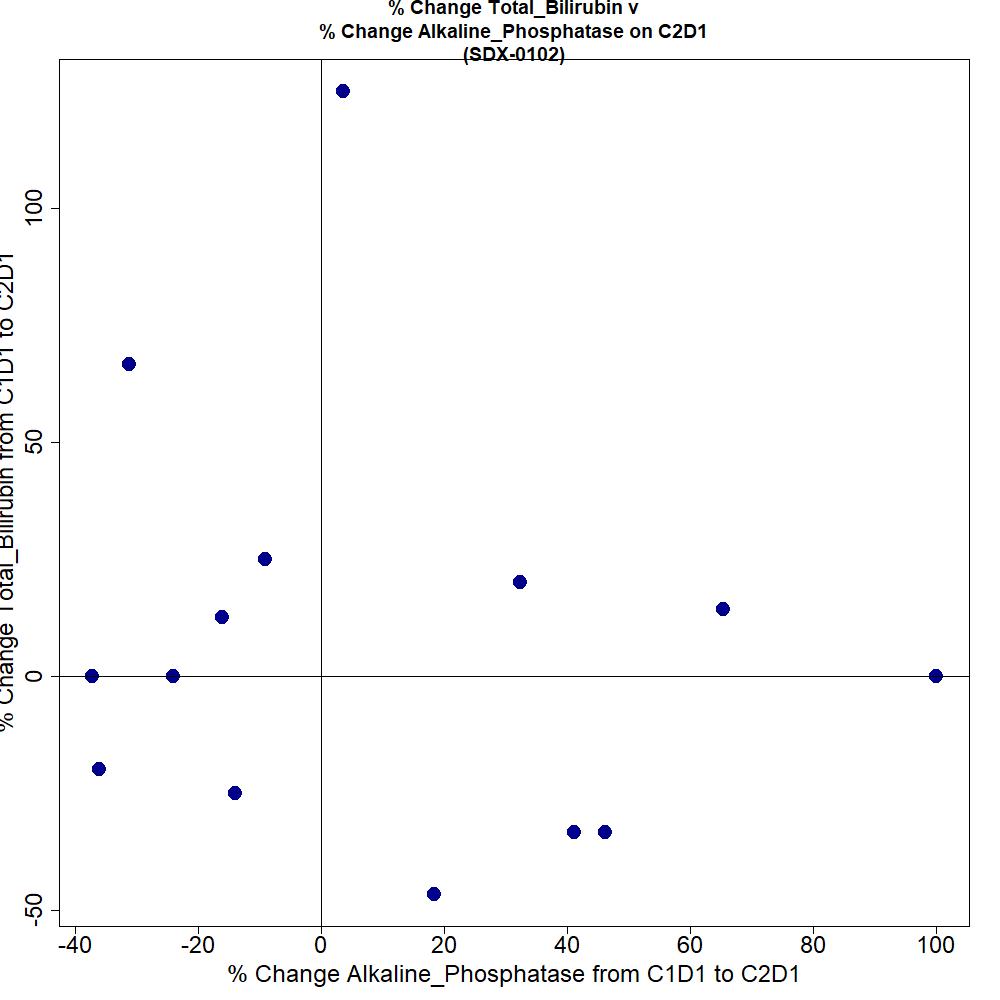 % Change Total_Bilirubin v
% Change Alkaline_Phosphatase on C2D1
(SDX-0102)
% Change Total_Bilirubin from C1D1 to C2D1
100
50
0
-50
-40
-20
0
20
40
60
80
100
% Change Alkaline_Phosphatase from C1D1 to C2D1